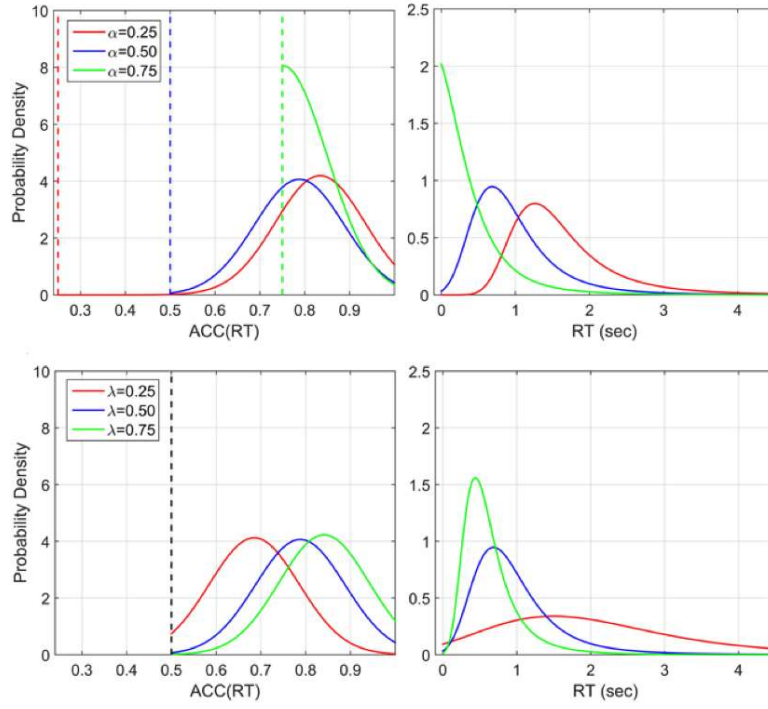 10
8
6
4
2
0
Probability Density
α=0.25
α=0.50
α=0.75
0.3 0.4 0.5 0.6 0.7 0.8 0.9
ACC(RT)
2.5
2
1.5
1
0.5
0
0 1 2 3 4
RT (sec)
10
8
6
4
2
0
Probability Density
λ=0.25
λ=0.50
λ=0.75
0.3 0.4 0.5 0.6 0.7 0.8 0.9
ACC(RT)
2.5
2
1.5
1
0.5
0
0 1 2 3 4
RT (sec)